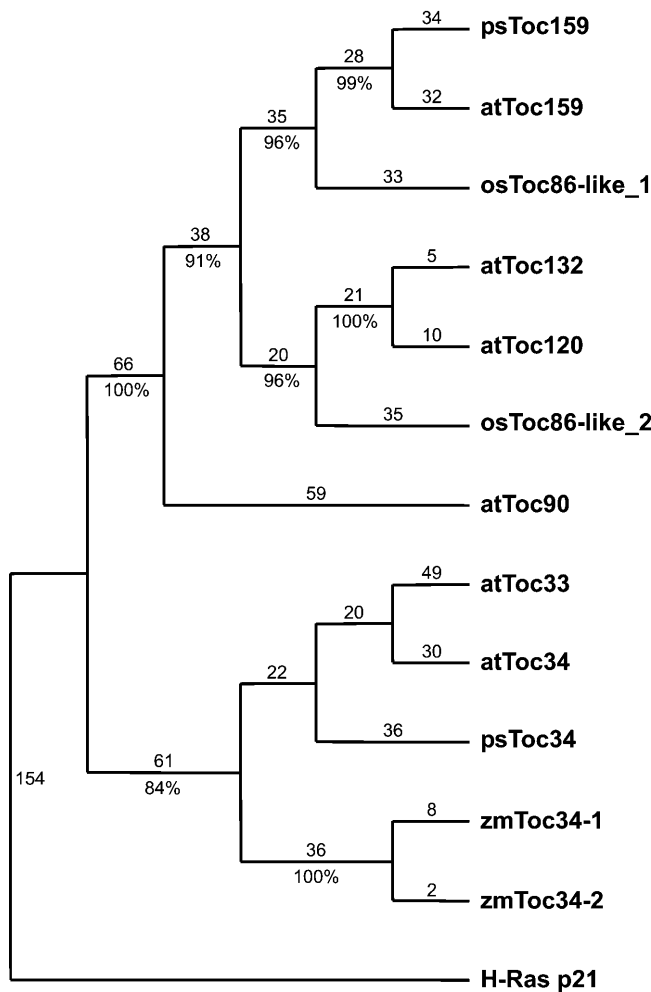 34
psToc159
28
99%
32
atToc159
35
96%
33
osToc86-like_1
38
91%
5
atToc132
21
100%
10
atToc120
20
96%
35
osToc86-like_2
66
100%
59
atToc90
49
atToc33
20
30
atToc34
22
36
psToc34
61
84%
154
8
zmToc34-1
36
100%
2
zmToc34-2
H-Ras p21